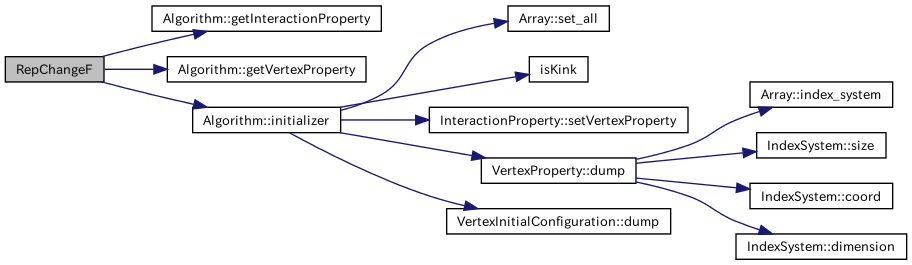 Algorithm::getInteractionProperty
Array::set_all
RepChangeF
Algorithm::getVertexProperty
isKink
Array::index_system
Algorithm::initializer
InteractionProperty::setVertexProperty
IndexSystem::size
VertexProperty::dump
IndexSystem::coord
VertexInitialConfiguration::dump
IndexSystem::dimension